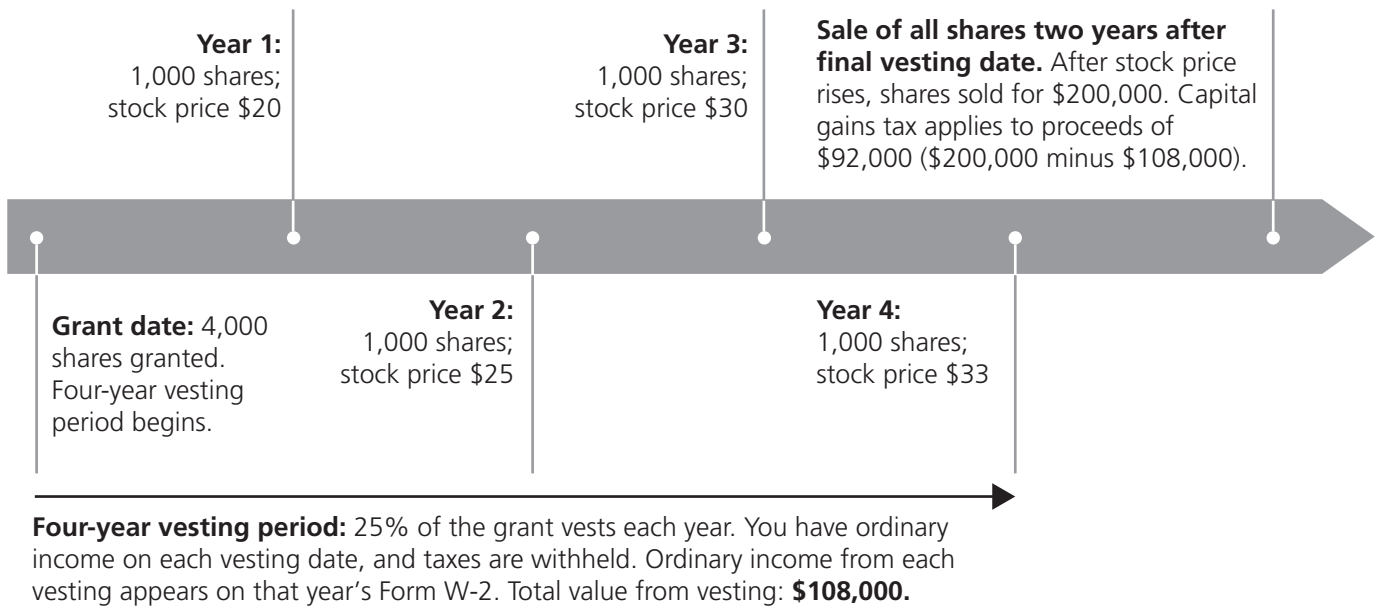 Year 1:
1,000 shares;
stock price $20
Year 3:
1,000 shares;
stock price $30
Sale of all shares two years after
final vesting date. After stock price
rises, shares sold for $200,000. Capital
gains tax applies to proceeds of
$92,000 ($200,000 minus $108,000).
Grant date: 4,000
shares granted.
Four-year vesting
period begins.
Year 2:
1,000 shares;
stock price $25
Year 4:
1,000 shares;
stock price $33
Four-year vesting period: 25% of the grant vests each year. You have ordinary
income on each vesting date, and taxes are withheld. Ordinary income from each
vesting appears on that year’s Form W-2. Total value from vesting: $108,000.